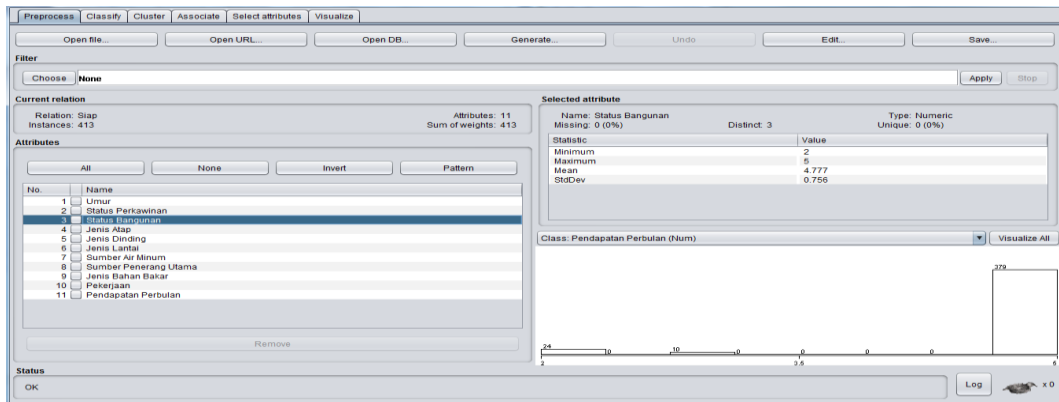 Preprocess Classify Cluster Associate Select attributes Visualize
Open file... Open URL... Open DB... Generate... Undo Edit... Save...
Filter
Choose None Apply Stop
Current relation
Relation: Siap Attributes: 11
Instances: 413 Sum of weights: 413
Attributes
All None Invert Pattern
No. Name
1 Umur
2 Status Perkawinan
3 Status Bangunan
4 Jenis Atap
5 Jenis Dinding
6 Jenis Lantai
7 Sumber Air Minum
8 Sumber Penerang Utama
9 Jenis Bahan Bakar
10 Pekerjaan
11 Pendapatan Perbulan
Remove
Selected attribute
Name: Status Bangunan Type: Numeric
Missing: 0 (0%) Distinct: 3 Unique: 0 (0%)
Statistic Value
Minimum 2
Maximum 5
Mean 4.777
StdDev 0.756
Class: Pendapatan Perbulan (Num) Visualize All
379
24 0 10 0 0 0 0
2 3.5 5
Status
OK Log x 0